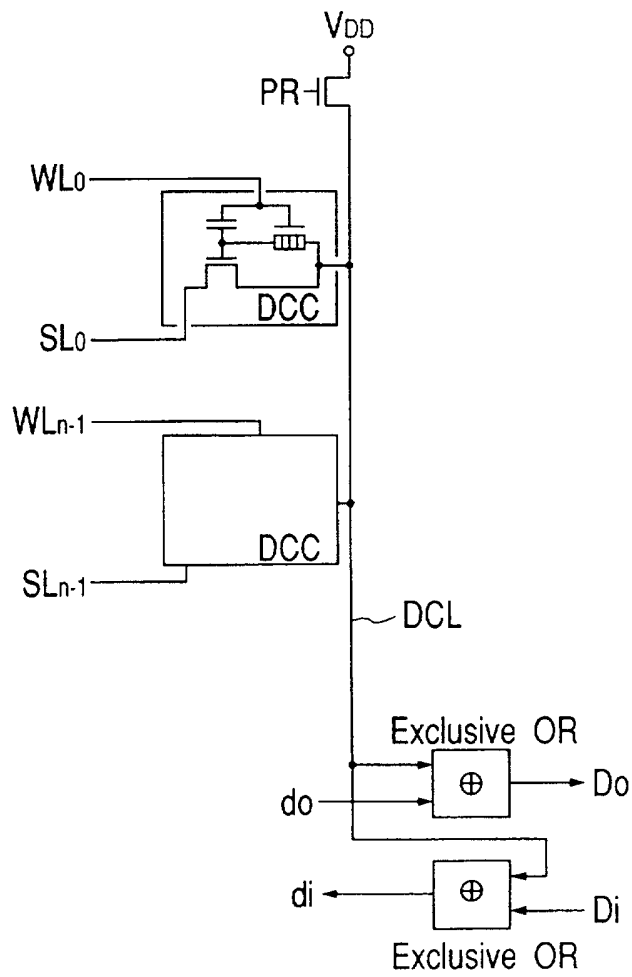 VDD
PR
WL0
DCC
SL0
WLn-1
DCC
SLn-1
DCL
Exclusive OR
⊕
do
Do
⊕
di
Di
Exclusive OR